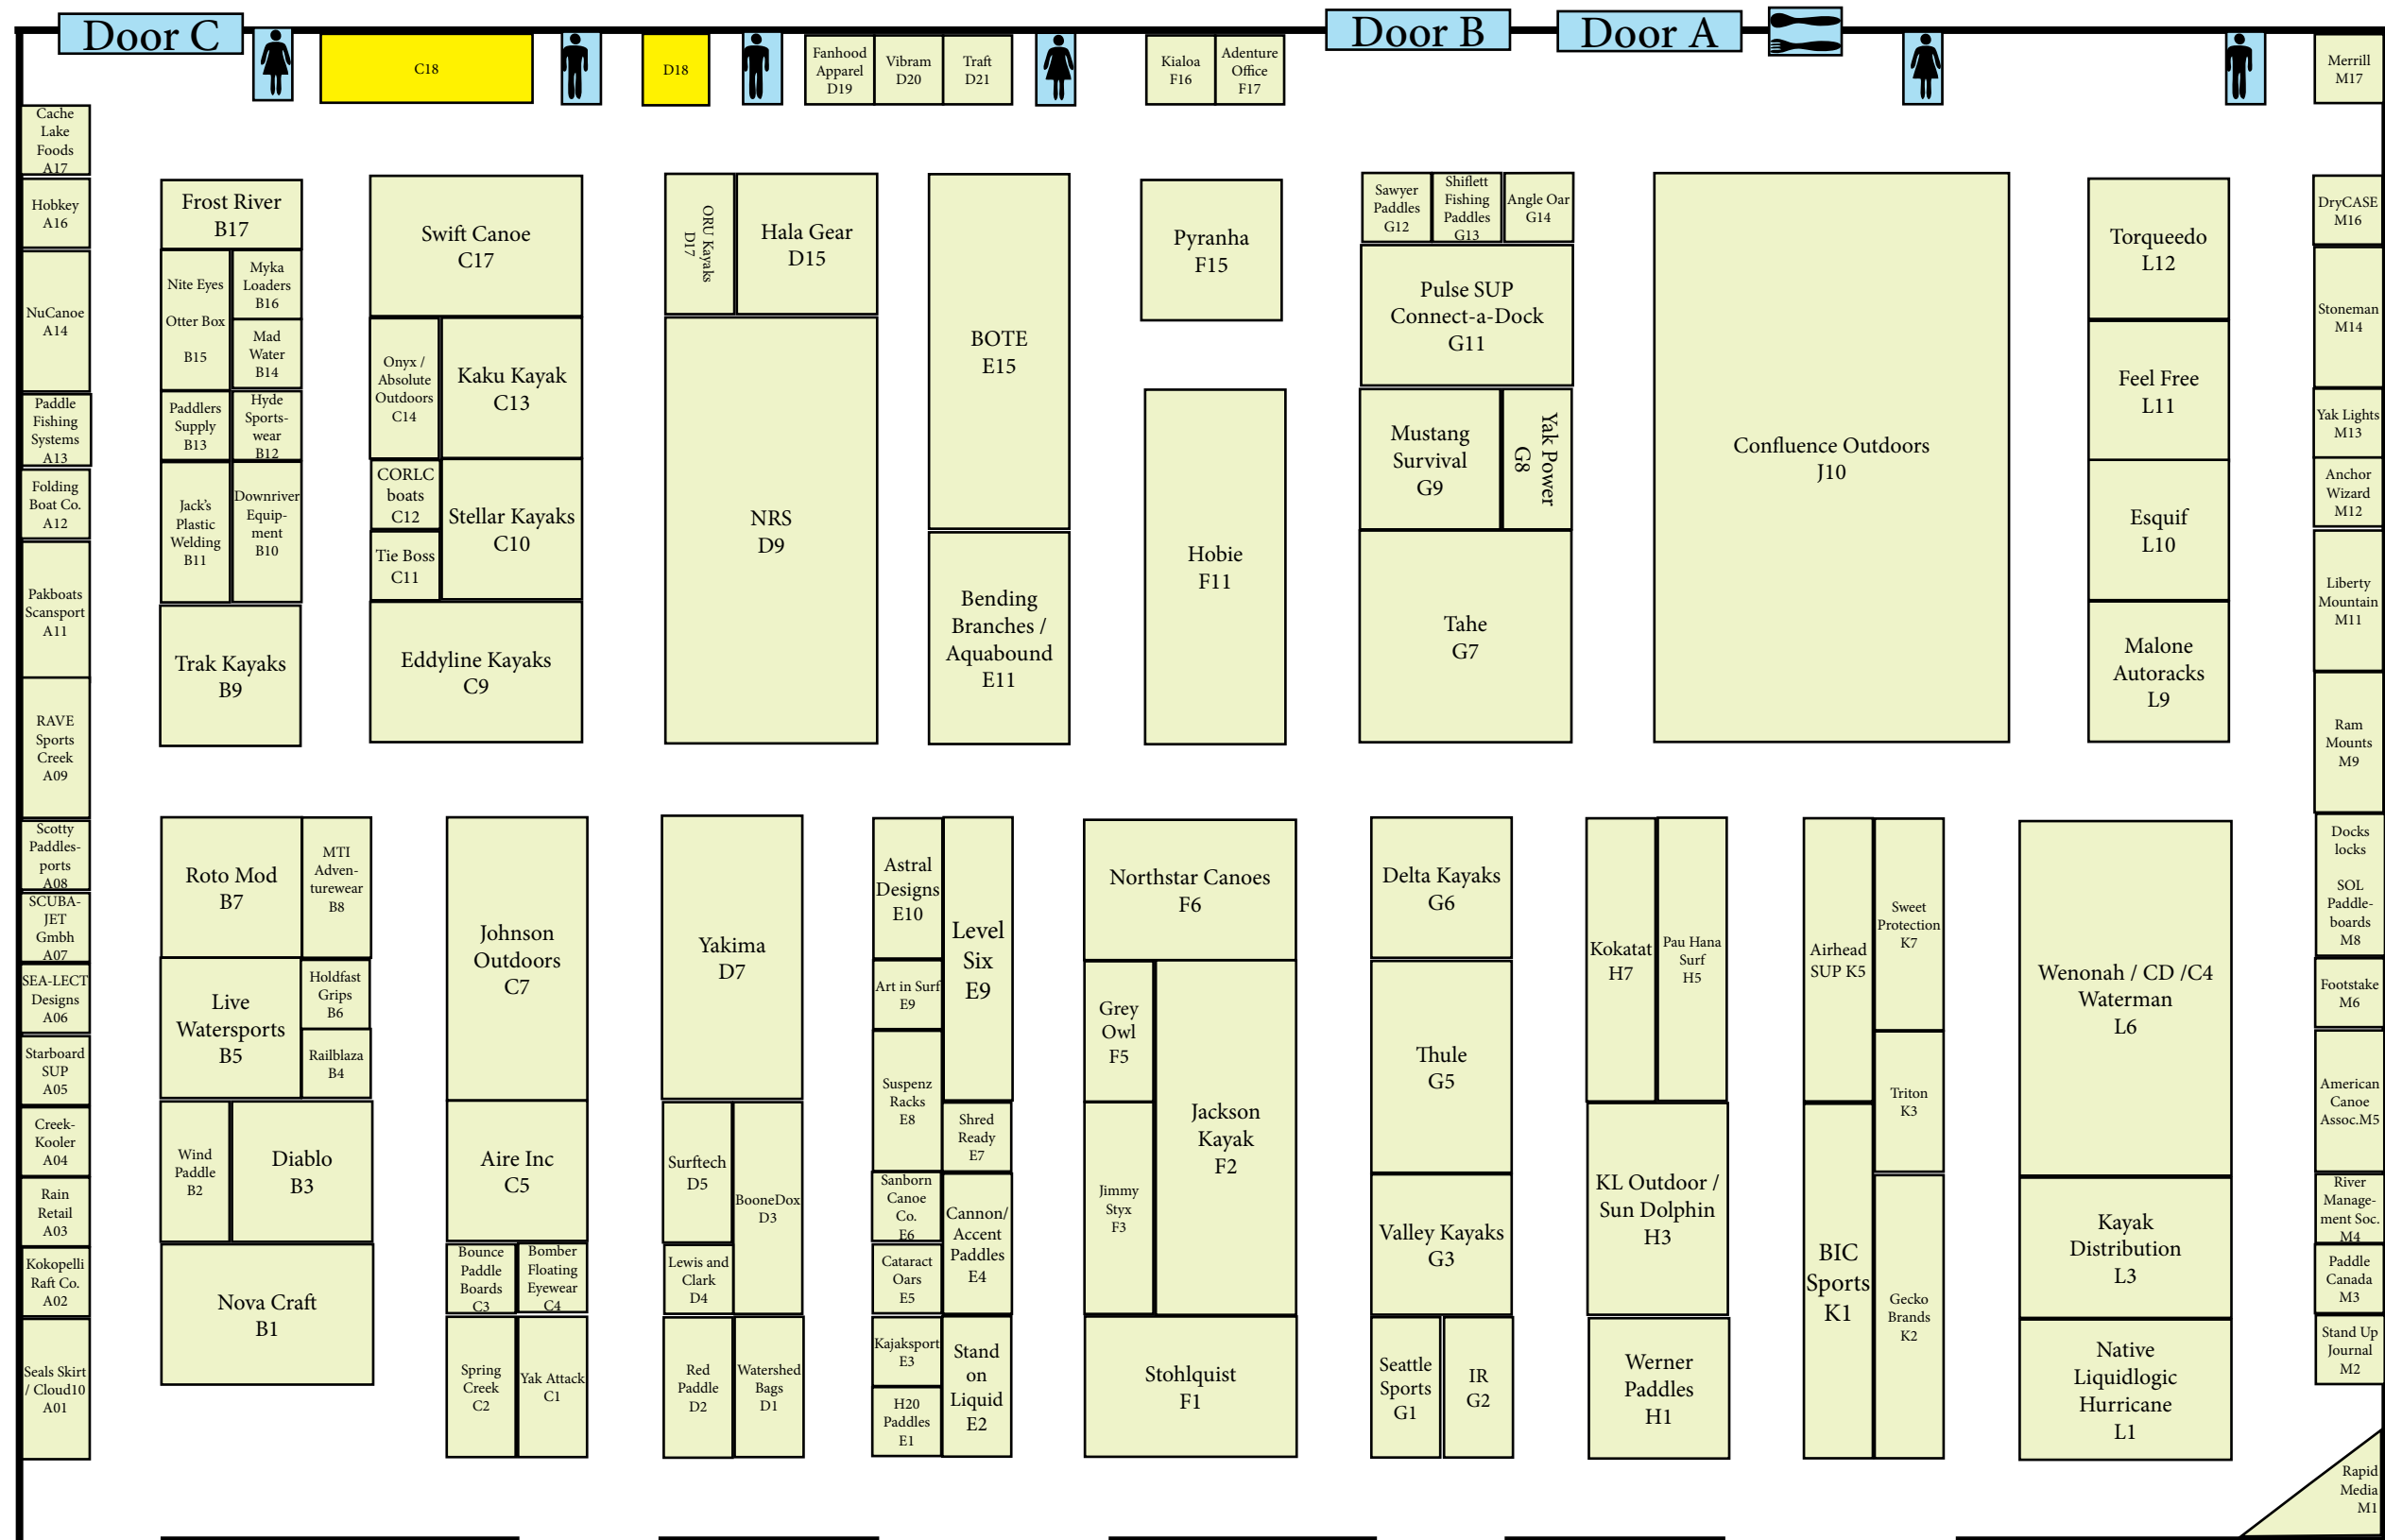 Door C
Door B
Door A
C18
D18
Fanhood
Apparel
D19
Vibram
D20
Traft
D21
Kialoa
F16
Adenture
Office
F17
Merrill
M17
Cache
Lake
Foods
A17
Hobkey
A16
NuCanoe
A14
Paddle
Fishing
Systems
A13
Folding
Boat Co.
A12
Pakboats
Scansport
A11
RAVE
Sports
Creek
A09
Scotty
Paddles-
ports
A08
SCUBA-
JET
Gmbh
A07
SEA-LECT
Designs
A06
Starboard
SUP
A05
Creek-
Kooler
A04
Rain
Retail
A03
Kokopelli
Raft Co.
A02
Seals Skirt
/ Cloud10
A01
Frost River
B17
Nite Eyes
Otter Box
B15
Myka
Loaders
B16
Mad
Water
B14
Paddlers
Supply
B13
Hyde
Sports-
wear
B12
Jack's
Plastic
Welding
B11
Downriver
Equip-
ment
B10
Trak Kayaks
B9
Swift Canoe
C17
Onyx /
Absolute
Outdoors
C14
Kaku Kayak
C13
CORLC
boats
C12
Tie Boss
C11
Stellar Kayaks
C10
Eddyline Kayaks
C9
ORU Kayaks
D17
Hala Gear
D15
NRS
D9
BOTE
E15
Bending
Branches /
Aquabound
E11
Pyranha
F15
Hobie
F11
Sawyer
Paddles
G12
Shiflett
Fishing
Paddles
G13
Angle Oar
G14
Pulse SUP
Connect-a-Dock
G11
Mustang
Survival
G9
Yak Power
G8
Tahe
G7
Confluence Outdoors
J10
Torqueedo
L12
Feel Free
L11
Esquif
L10
Malone
Autoracks
L9
DryCASE
M16
Stoneman
M14
Yak Lights
M13
Anchor
Wizard
M12
Liberty
Mountain
M11
Ram
Mounts
M9
Roto Mod
B7
MTI
Adven-
turewear
B8
Live
Watersports
B5
Holdfast
Grips
B6
Railblaza
B4
Wind
Paddle
B2
Diablo
B3
Nova Craft
B1
Johnson
Outdoors
C7
Aire Inc
C5
Bounce
Paddle
Boards
C3
Bomber
Floating
Eyewear
C4
Spring
Creek
C2
Yak Attack
C1
Yakima
D7
Surftech
D5
BooneDox
D3
Lewis and
Clark
D4
Red
Paddle
D2
Watershed
Bags
D1
Astral
Designs
E10
Level
Six
E9
Art in Surf
E9
Suspenz
Racks
E8
Shred
Ready
E7
Sanborn
Canoe
Co.
E6
Cannon/
Accent
Paddles
E4
Cataract
Oars
E5
Kajaksport
E3
Stand
on
Liquid
E2
H20
Paddles
E1
Northstar Canoes
F6
Grey
Owl
F5
Jackson
Kayak
F2
Jimmy
Styx
F3
Stohlquist
F1
Delta Kayaks
G6
Thule
G5
Valley Kayaks
G3
Seattle
Sports
G1
IR
G2
Kokatat
H7
Pau Hana
Surf
H5
KL Outdoor /
Sun Dolphin
H3
Werner
Paddles
H1
Airhead
SUP K5
Sweet
Protection
K7
Triton
K3
BIC
Sports
K1
Gecko
Brands
K2
Wenonah / CD /C4
Waterman
L6
Kayak
Distribution
L3
Native
Liquidlogic
Hurricane
L1
Docks
locks
SOL
Paddle-
boards
M8
Footstake
M6
American
Canoe
Assoc.M5
River
Manage-
ment Soc.
M4
Paddle
Canada
M3
Stand Up
Journal
M2
Rapid
Media
M1